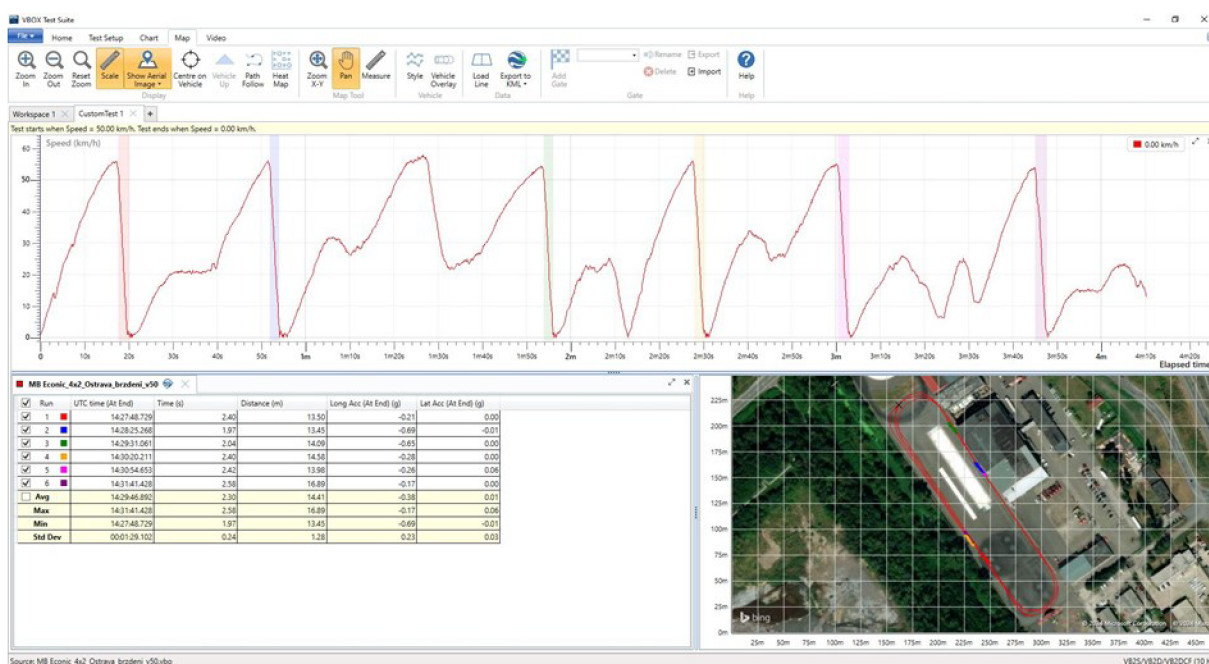 VBOX Test Suite
File Home Test Setup Chart Map Video
Zoom In Zoom Out Reset Zoom Scale Show Aerial Image Centre on Vehicle Vehicle Up Path Follow Heat Map Zoom X-Y Pan Measure Style Vehicle Overlay Load Line Export to KML Add Gate Rename Export Delete Import Help
Display Map Tool Vehicle Data Gate Help
Workspace 1 CustomTest 1
Test starts when Speed = 50.00 km/h. Test ends when Speed = 0.00 km/h.
Speed (km/h)
0.00 km/h
60
50
40
30
20
10
0
0 10s 20s 30s 40s 50s 1m 1m10s 1m20s 1m30s 1m40s 1m50s 2m 2m10s 2m20s 2m30s 2m40s 2m50s 3m 3m10s 3m20s 3m30s 3m40s 3m50s 4m 4m10s 4m20s
Elapsed time
MB Econic_4x2_Ostrava_brzdeni_v50
Run UTC time (At End) Time (s) Distance (m) Long Acc (At End) (g) Lat Acc (At End) (g)
1 14:27:48.729 2.40 13.50 -0.21 0.00
2 14:28:25.268 1.97 13.45 -0.69 -0.01
3 14:29:31.061 2.04 14.09 -0.65 0.00
4 14:30:20.211 2.40 14.58 -0.28 0.00
5 14:30:54.653 2.42 13.98 -0.26 0.06
6 14:31:41.428 2.58 16.89 -0.17 0.00
Avg 14:29:46.892 2.30 14.41 -0.38 0.01
Max 14:31:41.428 2.58 16.89 -0.17 0.06
Min 14:27:48.729 1.97 13.45 -0.69 -0.01
Std Dev 00:01:29.102 0.24 1.28 0.23 0.03
225m
200m
175m
150m
125m
100m
75m
50m
25m
0m
bing
© 2024 Microsoft Corporation
25m 50m 75m 100m 125m 150m 175m 200m 225m 250m 275m 300m 325m 350m 375m 400m 425m 450m
Source: MB Econic_4x2_Ostrava_brzdeni_v50.vbo
VB2S/VB2D/VB2DCF (10